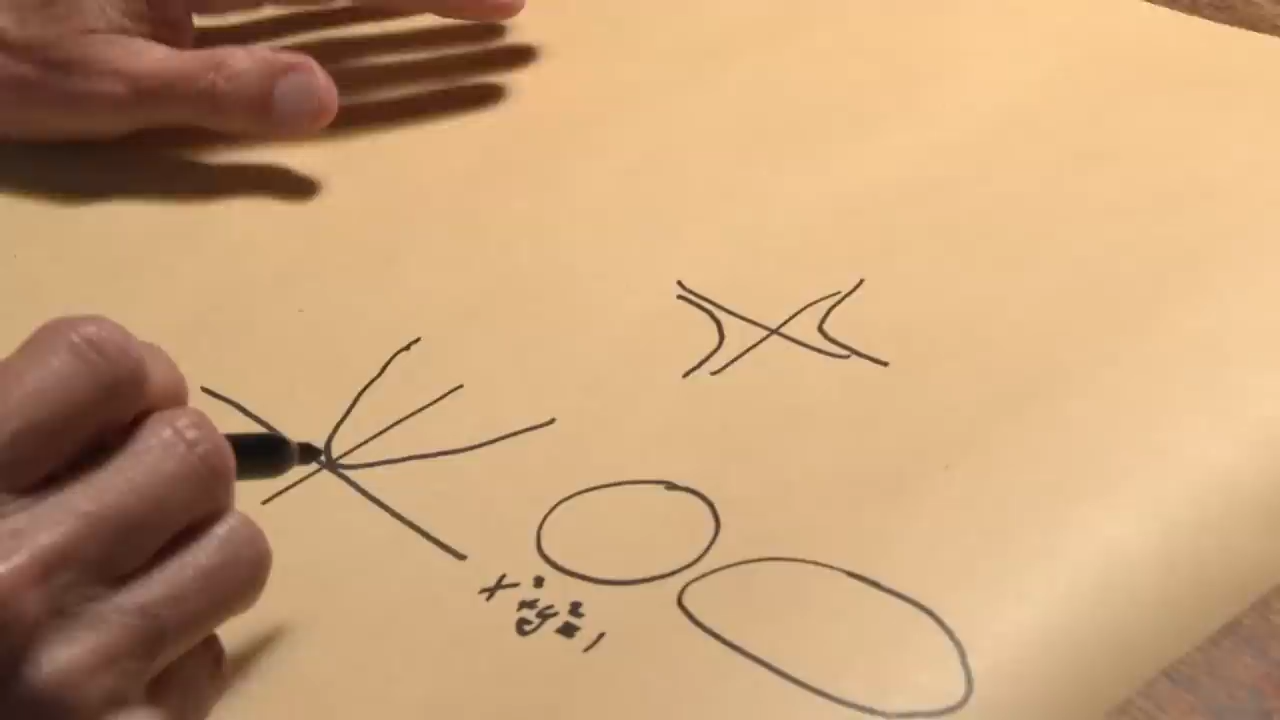 x² + y² = 1